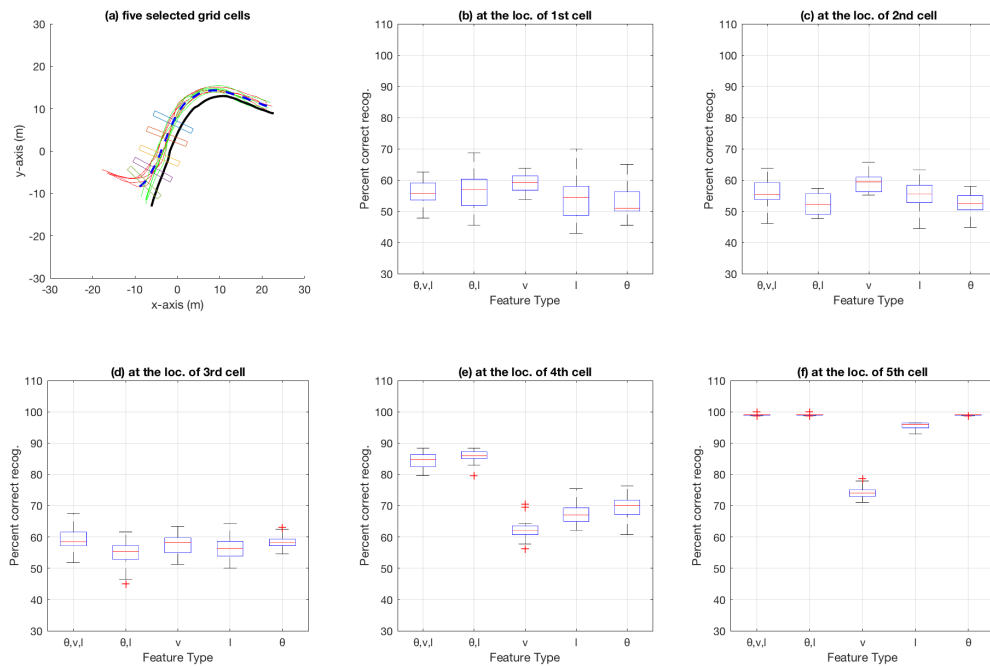 (a) five selected grid cells
30
20
10
0
-10
-20
-30
-30 -20 -10 0 10 20 30
x-axis (m)
y-axis (m)
(b) at the loc. of 1st cell
110
100
90
80
70
60
50
40
30
θ,v,l θ,l v l θ
Feature Type
Percent correct recog.
(c) at the loc. of 2nd cell
110
100
90
80
70
60
50
40
30
θ,v,l θ,l v l θ
Feature Type
Percent correct recog.
(d) at the loc. of 3rd cell
110
100
90
80
70
60
50
40
30
θ,v,l θ,l v l θ
Feature Type
Percent correct recog.
(e) at the loc. of 4th cell
110
100
90
80
70
60
50
40
30
θ,v,l θ,l v l θ
Feature Type
Percent correct recog.
(f) at the loc. of 5th cell
110
100
90
80
70
60
50
40
30
θ,v,l θ,l v l θ
Feature Type
Percent correct recog.